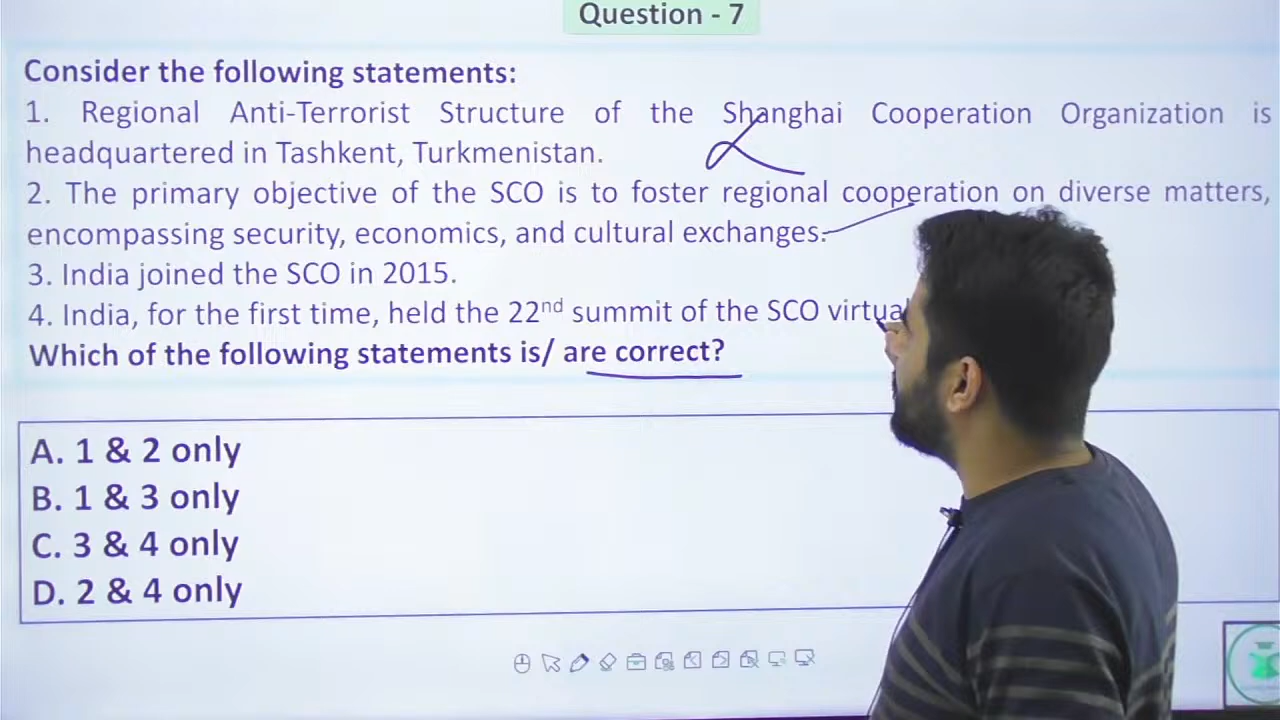 Question - 7
Consider the following statements:
1. Regional Anti-Terrorist Structure of the Shanghai Cooperation Organization is
headquartered in Tashkent, Turkmenistan.
2. The primary objective of the SCO is to foster regional cooperation on diverse matters,
encompassing security, economics, and cultural exchanges.
3. India joined the SCO in 2015.
4. India, for the first time, held the 22nd summit of the SCO
Which of the following statements is/ are correct?
A. 1 & 2 only
B. 1 & 3 only
C. 3 & 4 only
D. 2 & 4 only